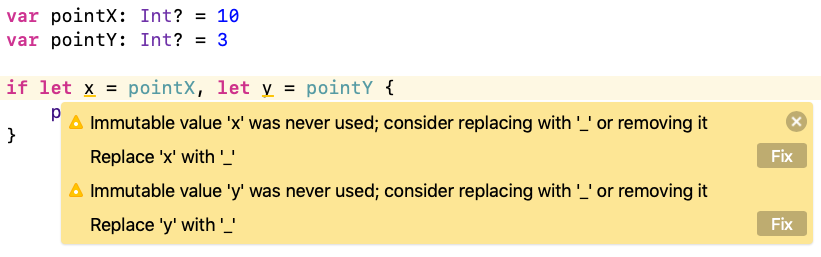 var pointX: Int? = 10
var pointY: Int? = 3
if let x = pointX, let y = pointY {
p
Immutable value 'x' was never used; consider replacing with '_' or removing it
Replace 'x' with '_'
Fix
Immutable value 'y' was never used; consider replacing with '_' or removing it
Replace 'y' with '_'
Fix
}